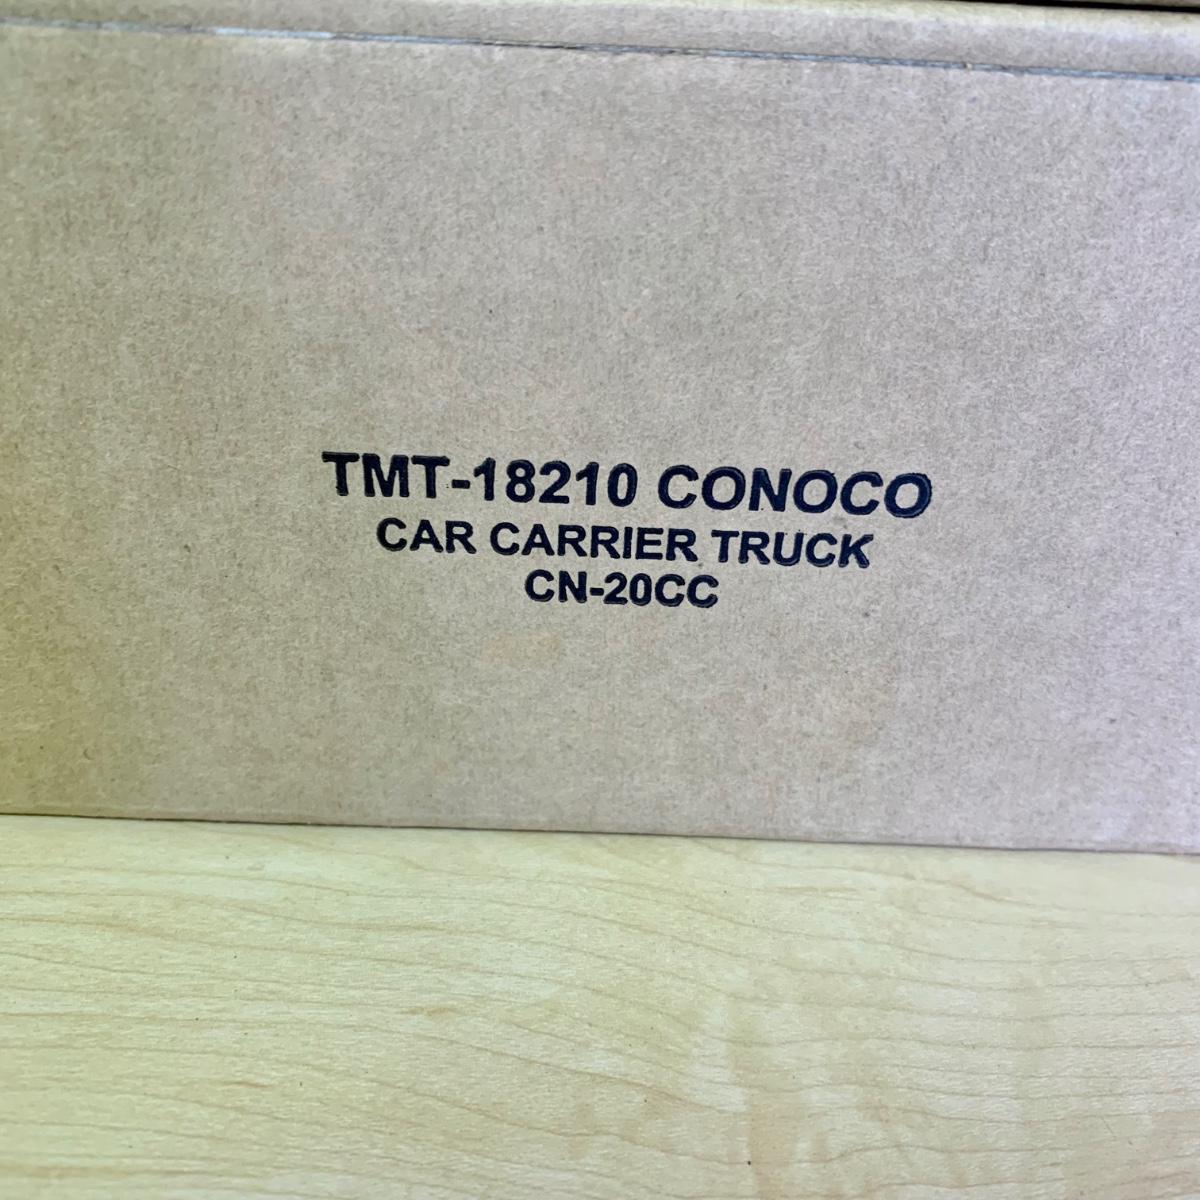 TMT-18210 CONOCO
CAR CARRIER TRUCK
CN-20CC